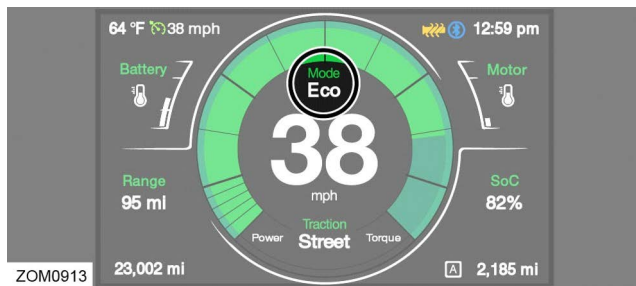 64 °F 38 mph
12:59 pm
Mode
Eco
Battery
Motor
38
mph
Range
95 mi
SoC
82%
Traction
Power Street Torque
23,002 mi
A 2,185 mi
ZOM0913